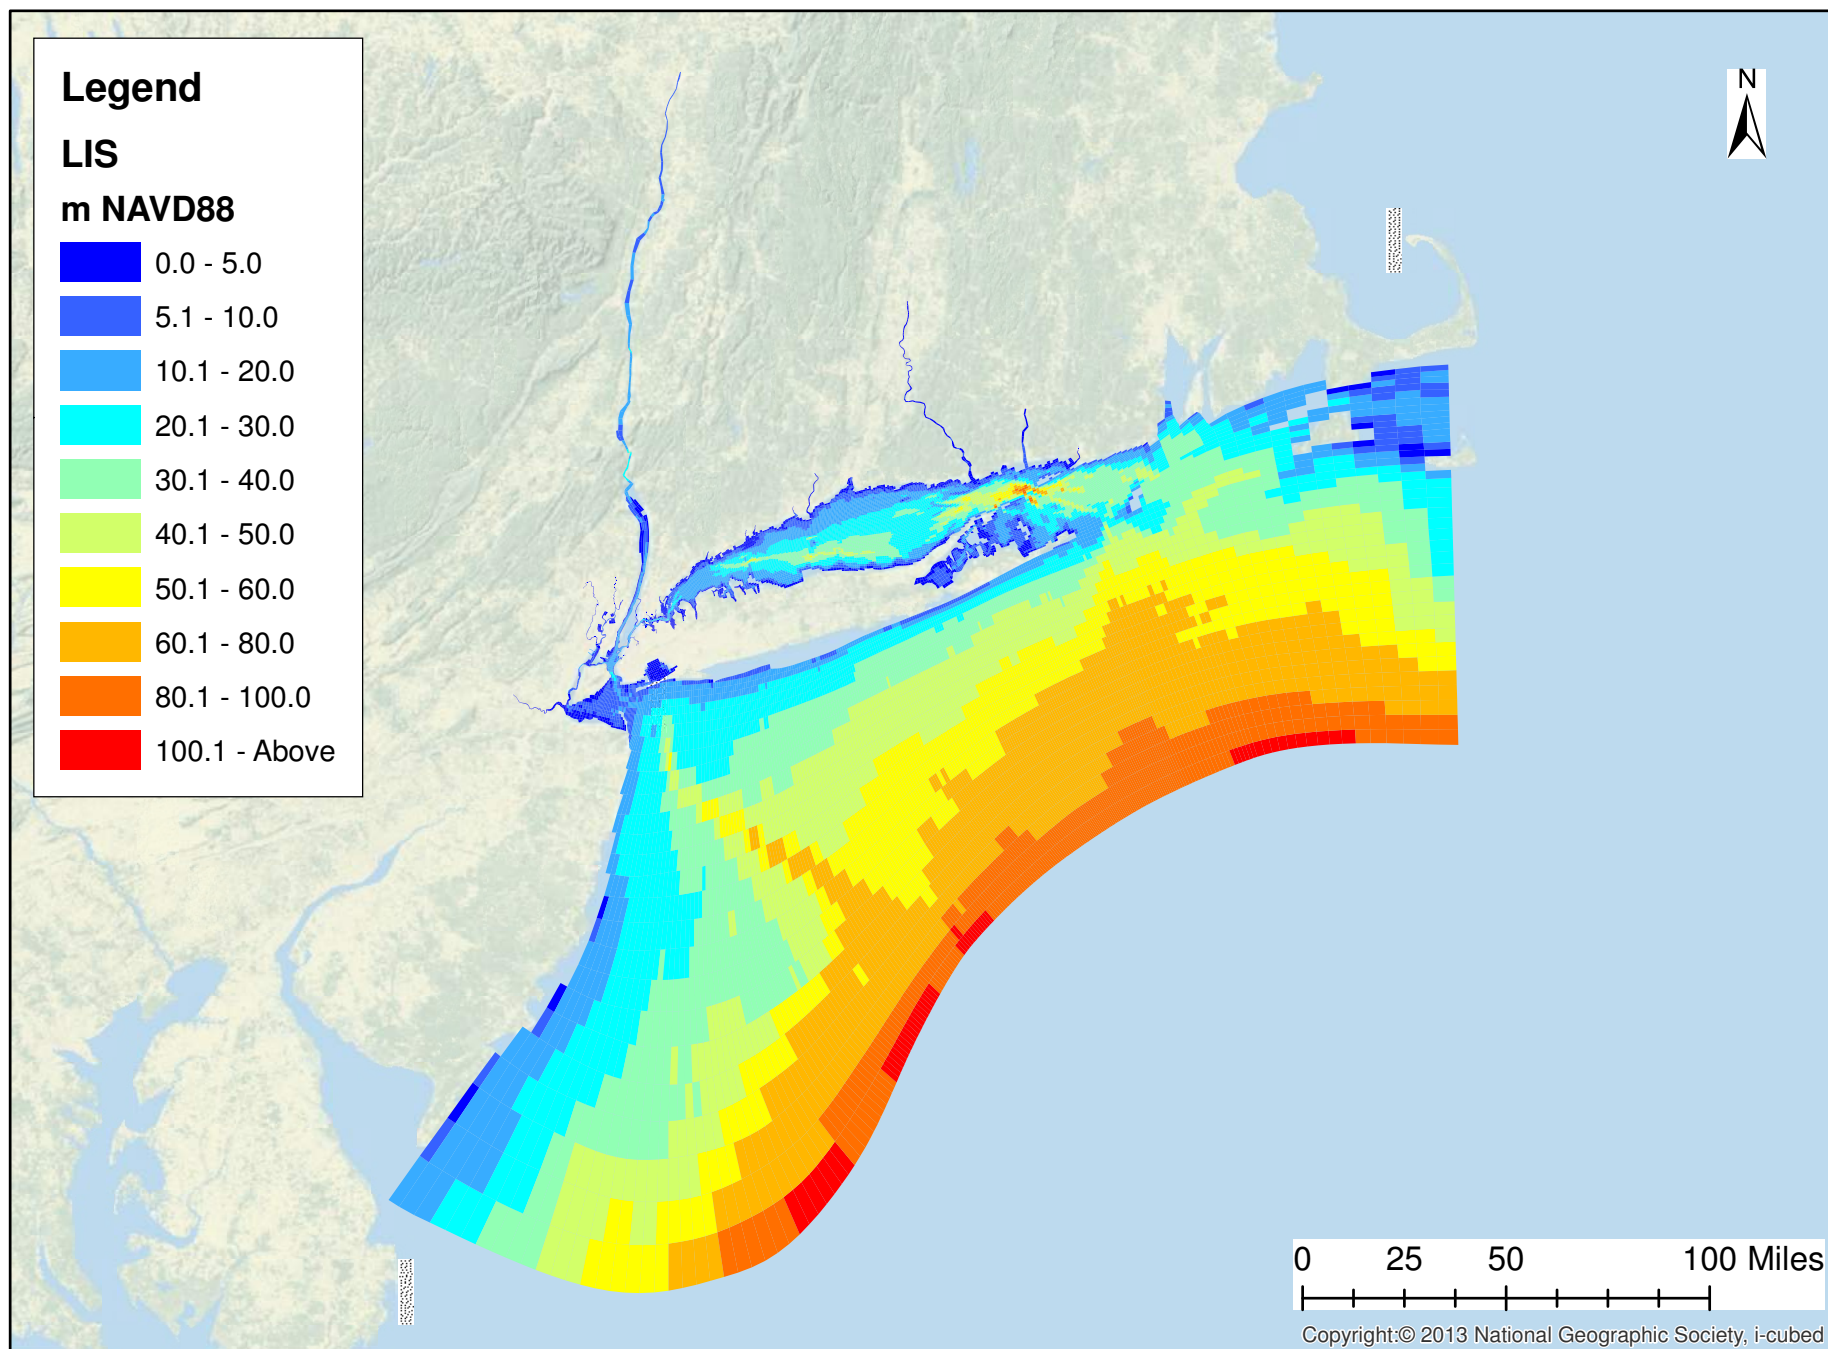 Legend
LIS
m NAVD88
0.0 - 5.0
5.1 - 10.0
10.1 - 20.0
20.1 - 30.0
30.1 - 40.0
40.1 - 50.0
50.1 - 60.0
60.1 - 80.0
80.1 - 100.0
100.1 - Above
N
0 25 50 100 Miles
Copyright:© 2013 National Geographic Society, i-cubed